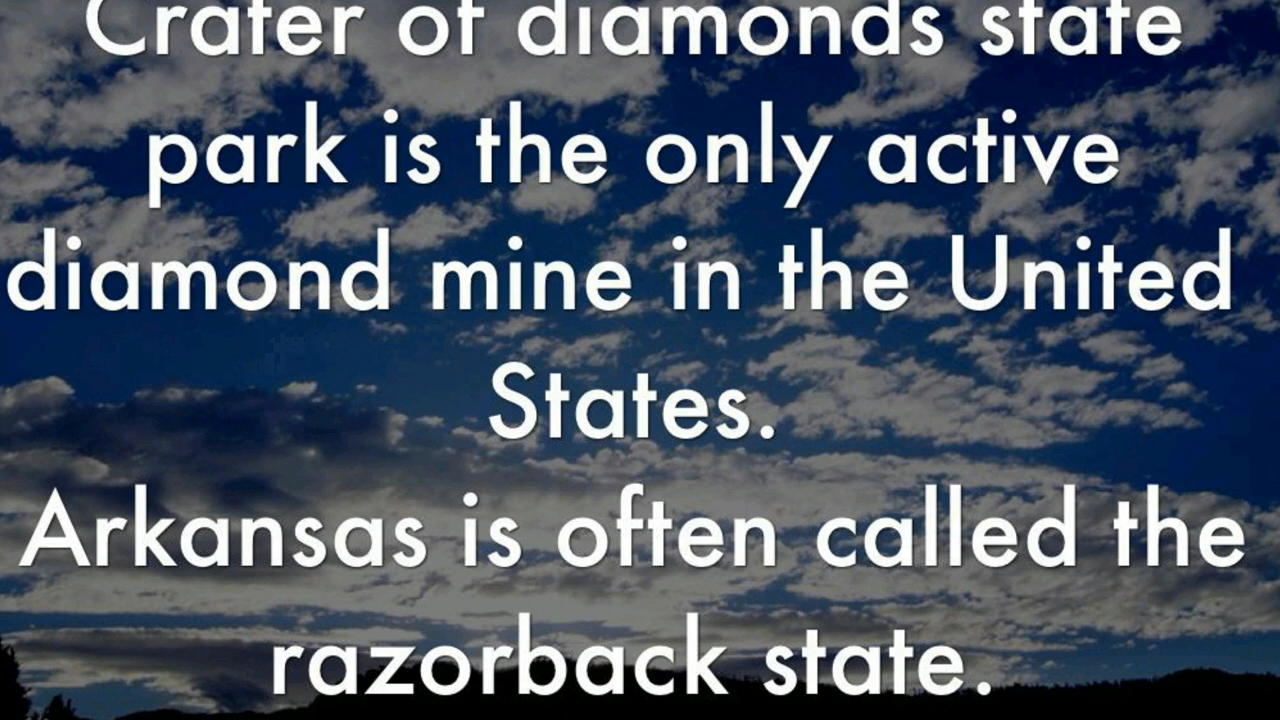 Crater of diamonds state
park is the only active
diamond mine in the United
States.
Arkansas is often called the
razorback state.